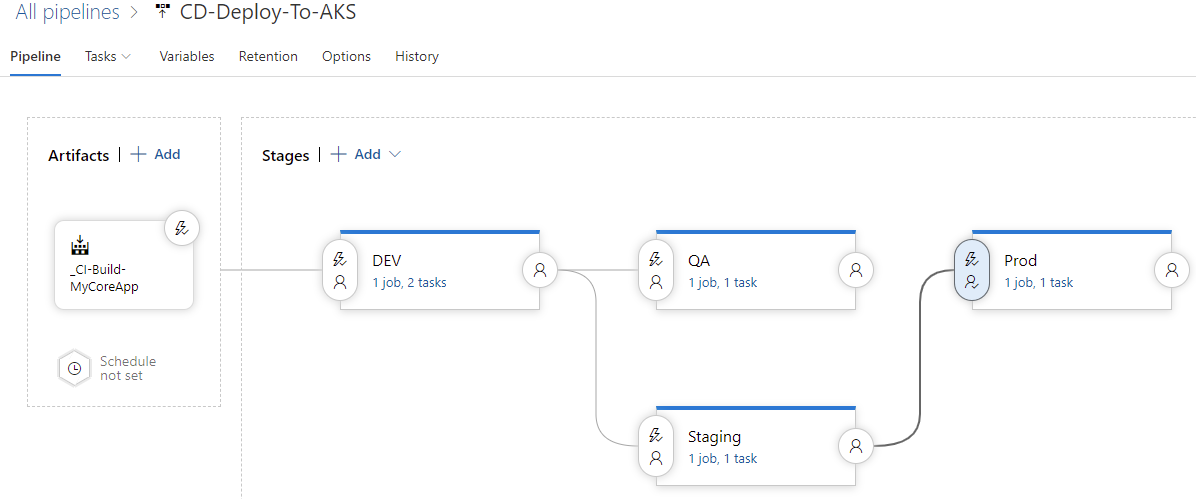 All pipelines > CD-Deploy-To-AKS
Pipeline Tasks Variables Retention Options History
Artifacts | + Add
Stages | + Add
_CI-Build-
MyCoreApp
Schedule
not set
DEV
1 job, 2 tasks
QA
1 job, 1 task
Prod
1 job, 1 task
Staging
1 job, 1 task